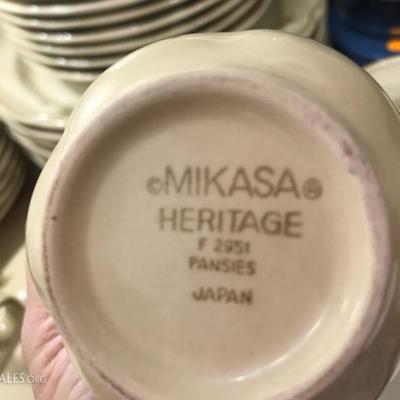 ©MIKASA®
HERITAGE
F 2951
PANSIES
JAPAN
ALES.ORG